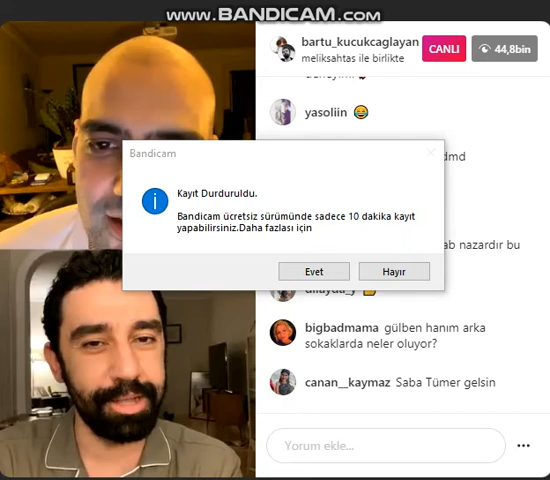 www.BANDICAM.com
bartu_kucukcaglayan
meliksahtas ile birlikte
CANLI
44,8bin
yasoliin 😂
Bandicam
Kayıt Durduruldu.
Bandicam ücretsiz sürümünde sadece 10 dakika kayıt
yapabilirsiniz.Daha fazlası için
Evet
Hayır
nazardır bu
bigbadmama gülben hanım arka
sokaklarda neler oluyor?
canan__kaymaz Saba Tümer gelsin
Yorum ekle...